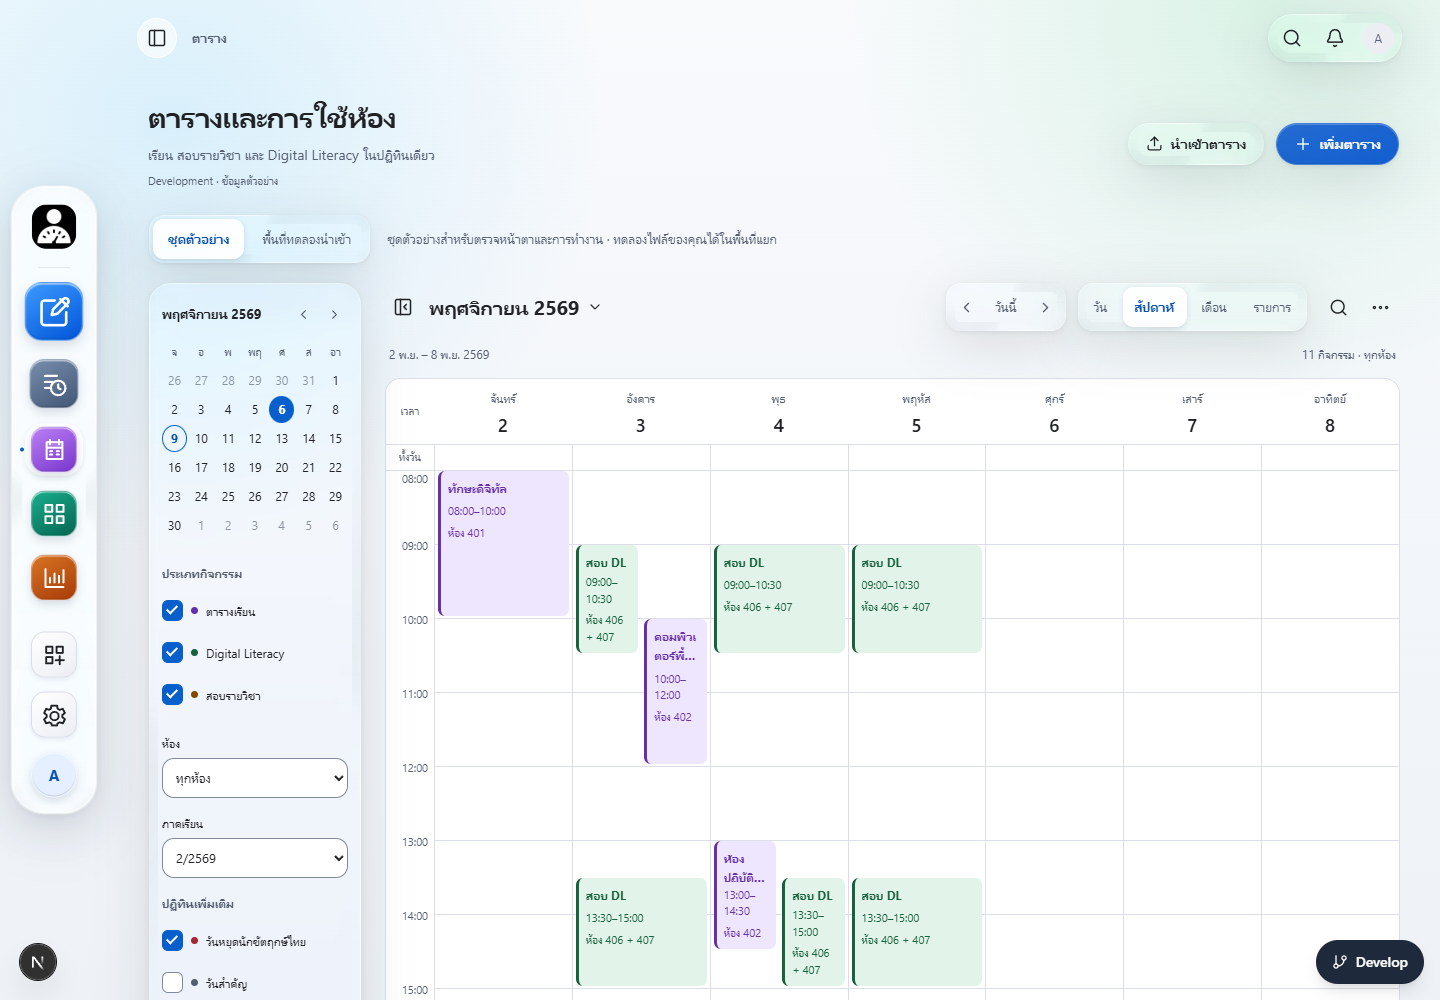 ตาราง
A
ตารางและการใช้ห้อง
เรียน สอบรายวิชา และ Digital Literacy ในปฏิทินเดียว
Development · ข้อมูลตัวอย่าง
นำเข้าตาราง
เพิ่มตาราง
ชุดตัวอย่าง
พื้นที่ทดลองนำเข้า
ชุดตัวอย่างสำหรับตรวจหน้าตาและการทำงาน · ทดลองไฟล์ของคุณได้ในพื้นที่แยก
พฤศจิกายน 2569
จ อ พ พฤ ศ ส อา
26 27 28 29 30 31 1
2 3 4 5 6 7 8
9 10 11 12 13 14 15
16 17 18 19 20 21 22
23 24 25 26 27 28 29
30 1 2 3 4 5 6
ประเภทกิจกรรม
ตารางเรียน
Digital Literacy
สอบรายวิชา
ห้อง
ทุกห้อง
ภาคเรียน
2/2569
ปฏิทินเพิ่มเติม
วันหยุดนักขัตฤกษ์ไทย
วันสำคัญ
A
N
พฤศจิกายน 2569
วันนี้
วัน สัปดาห์ เดือน รายการ
2 พ.ย. – 8 พ.ย. 2569
11 กิจกรรม · ทุกห้อง
เวลา
จันทร์ อังคาร พุธ พฤหัส ศุกร์ เสาร์ อาทิตย์
2 3 4 5 6 7 8
ทั้งวัน
08:00
09:00
10:00
11:00
12:00
13:00
14:00
15:00
ทักษะดิจิทัล
08:00–10:00
ห้อง 401
สอบ DL
09:00–
10:30
ห้อง 406
+ 407
คอมพิวเ
ตอร์พื้...
10:00–
12:00
ห้อง 402
สอบ DL
13:30–15:00
ห้อง 406 + 407
สอบ DL
09:00–10:30
ห้อง 406 + 407
ห้อง
ปฏิบัติ...
13:00–
14:30
ห้อง 402
สอบ DL
13:30–
15:00
ห้อง 406
+ 407
สอบ DL
09:00–10:30
ห้อง 406 + 407
สอบ DL
13:30–15:00
ห้อง 406 + 407
Develop